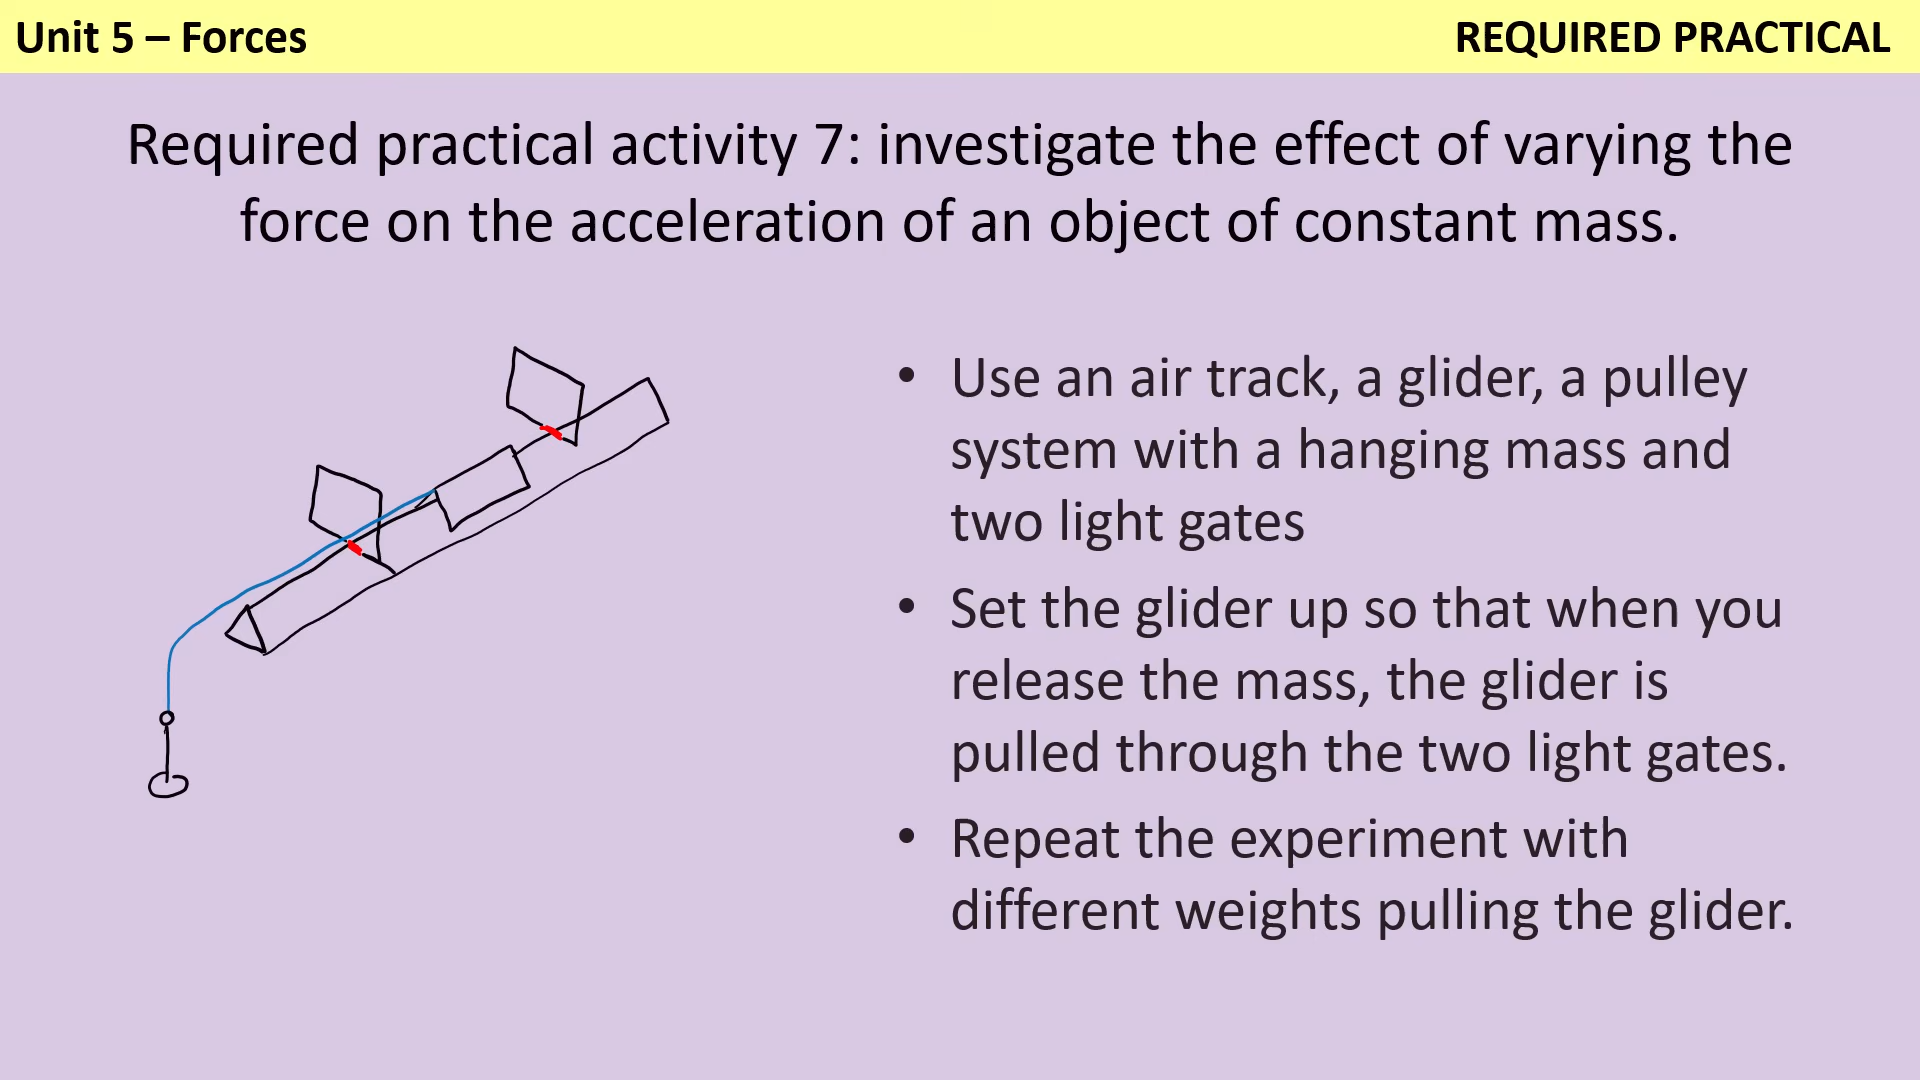 Unit 5 – Forces
REQUIRED PRACTICAL
Required practical activity 7: investigate the effect of varying the
force on the acceleration of an object of constant mass.
• Use an air track, a glider, a pulley
system with a hanging mass and
two light gates
• Set the glider up so that when you
release the mass, the glider is
pulled through the two light gates.
• Repeat the experiment with
different weights pulling the glider.